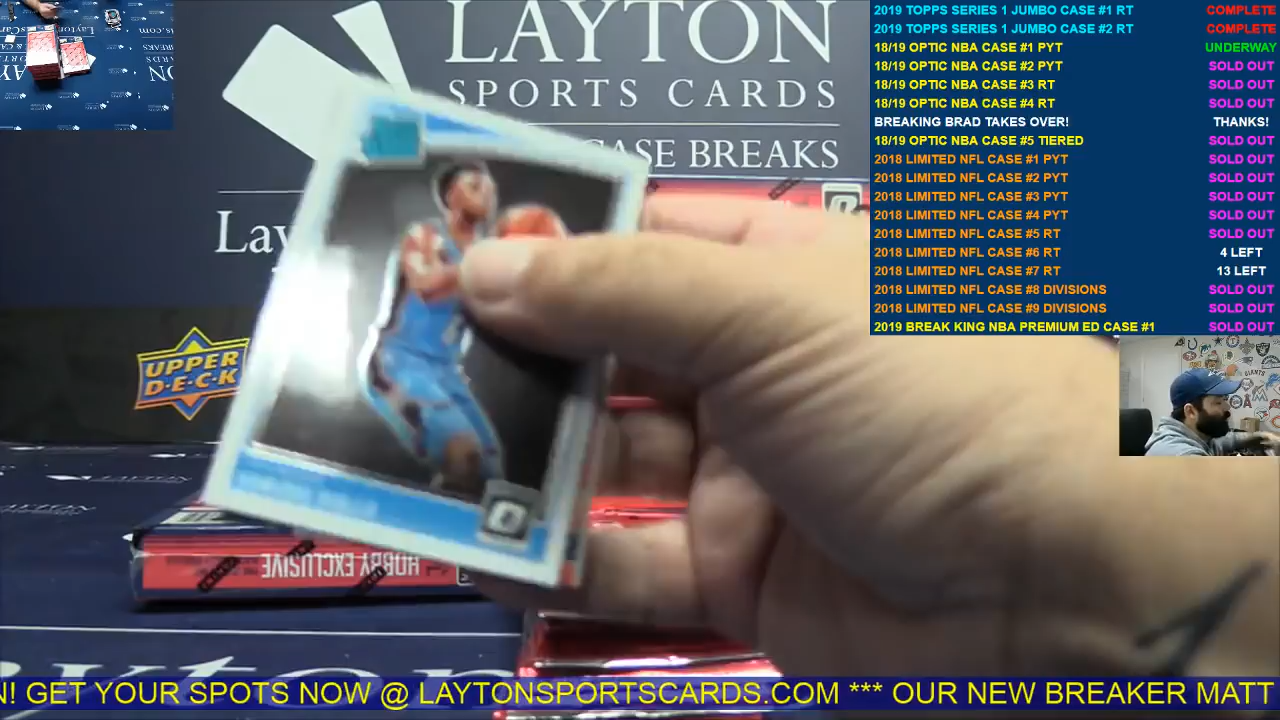 LAYTON
SPORTS CARDS
CASE BREAKS
Lay
UPPER
D·E·C·K
HOBBY EXCLUSIVE
2019 TOPPS SERIES 1 JUMBO CASE #1 RT COMPLETE
2019 TOPPS SERIES 1 JUMBO CASE #2 RT COMPLETE
18/19 OPTIC NBA CASE #1 PYT UNDERWAY
18/19 OPTIC NBA CASE #2 PYT SOLD OUT
18/19 OPTIC NBA CASE #3 RT SOLD OUT
18/19 OPTIC NBA CASE #4 RT SOLD OUT
BREAKING BRAD TAKES OVER! THANKS!
18/19 OPTIC NBA CASE #5 TIERED SOLD OUT
2018 LIMITED NFL CASE #1 PYT SOLD OUT
2018 LIMITED NFL CASE #2 PYT SOLD OUT
2018 LIMITED NFL CASE #3 PYT SOLD OUT
2018 LIMITED NFL CASE #4 PYT SOLD OUT
2018 LIMITED NFL CASE #5 RT SOLD OUT
2018 LIMITED NFL CASE #6 RT 4 LEFT
2018 LIMITED NFL CASE #7 RT 13 LEFT
2018 LIMITED NFL CASE #8 DIVISIONS SOLD OUT
2018 LIMITED NFL CASE #9 DIVISIONS SOLD OUT
2019 BREAK KING NBA PREMIUM ED CASE #1 SOLD OUT
N! GET YOUR SPOTS NOW @ LAYTONSPORTSCARDS.COM *** OUR NEW BREAKER MATT